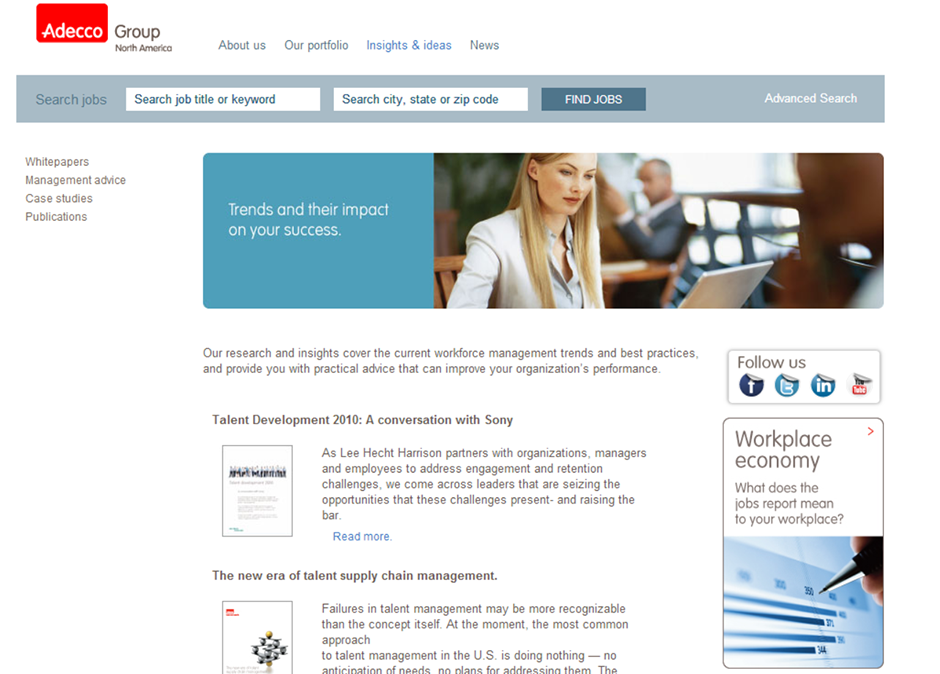 Adecco
Group
North America
About us Our portfolio Insights & ideas News
Search jobs Search job title or keyword Search city, state or zip code FIND JOBS Advanced Search
Whitepapers
Management advice
Case studies
Publications
Trends and their impact
on your success.
Our research and insights cover the current workforce management trends and best practices,
and provide you with practical advice that can improve your organization's performance.
Follow us
You
Tube
Talent Development 2010: A conversation with Sony
As Lee Hecht Harrison partners with organizations, managers
and employees to address engagement and retention
challenges, we come across leaders that are seizing the
opportunities that these challenges present- and raising the
bar.
Read more.
The new era of talent supply chain management.
Failures in talent management may be more recognizable
than the concept itself. At the moment, the most common
approach
to talent management in the U.S. is doing nothing — no
anticipation of needs, no plans for addressing them. The
Workplace
economy
>
What does the
jobs report mean
to your workplace?